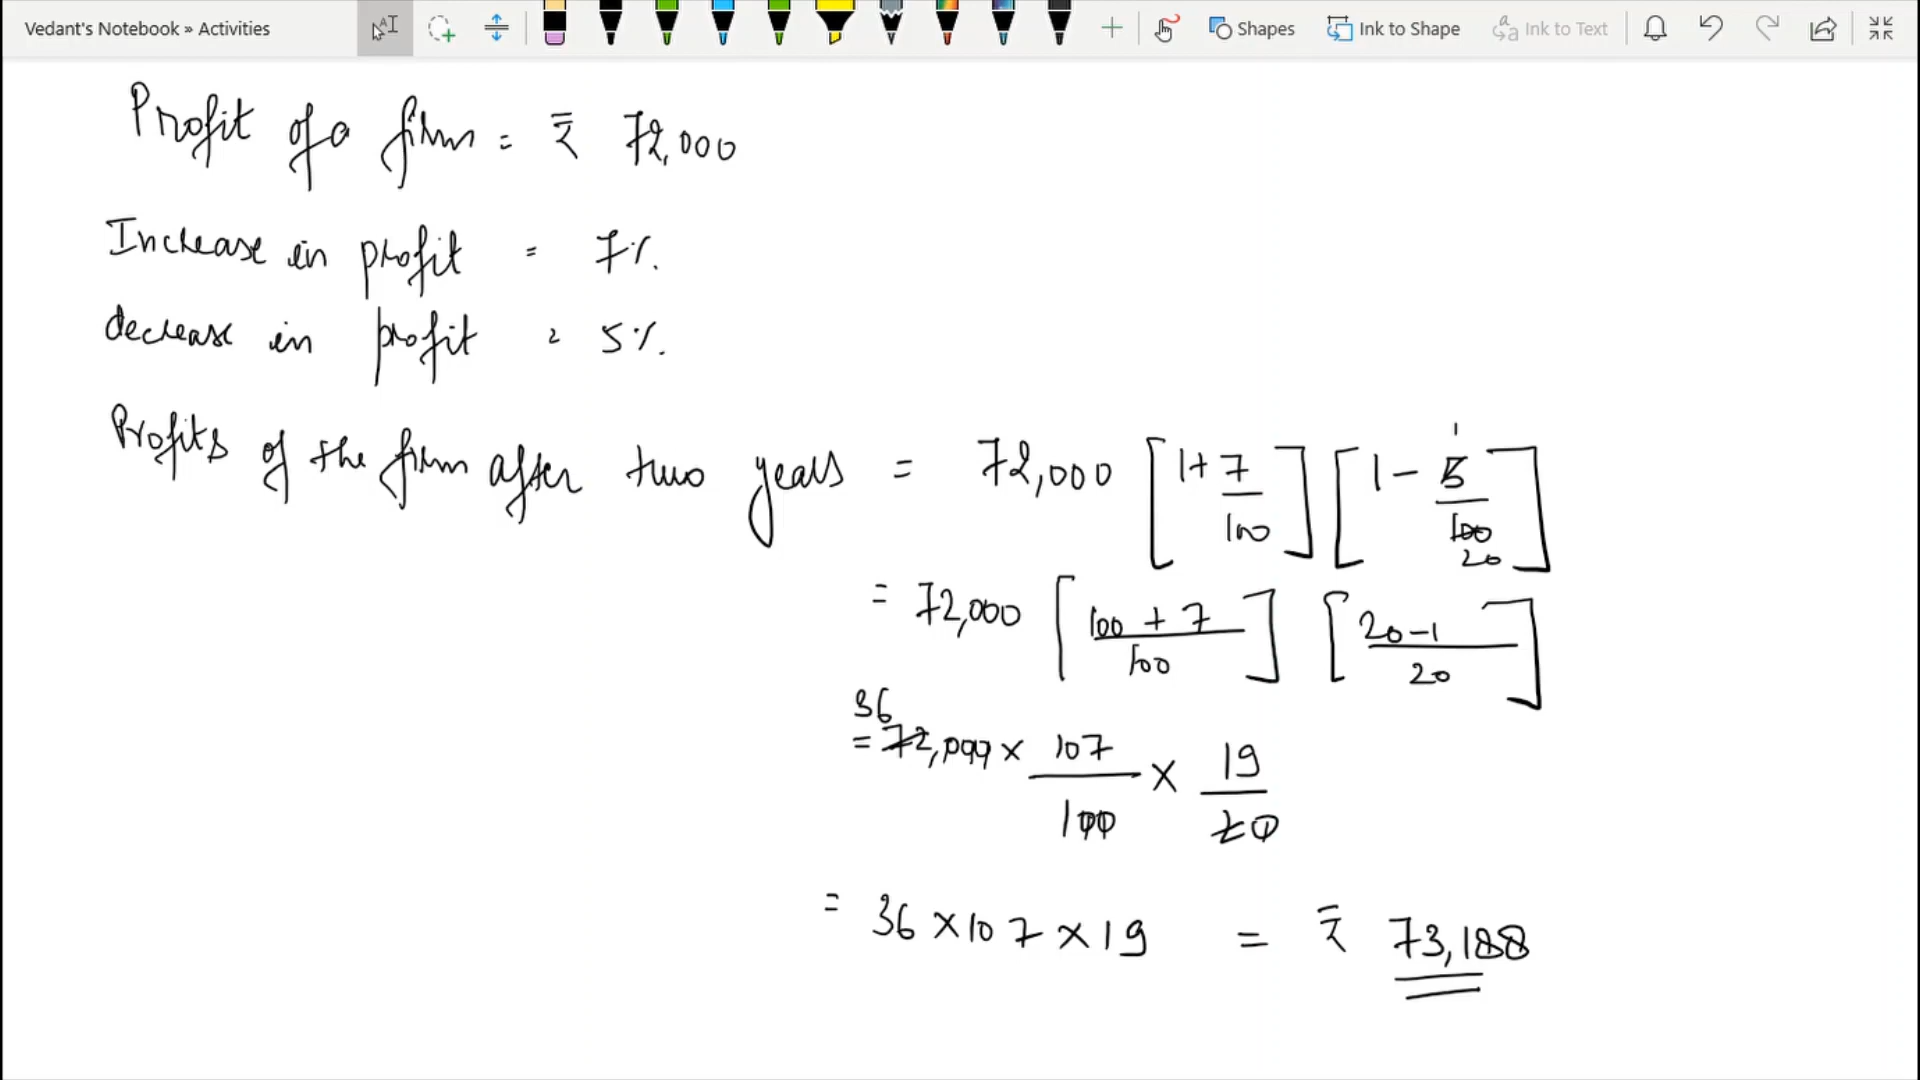 Vedant's Notebook » Activities
Shapes
Ink to Shape
Ink to Text
Profit of a firm = ₹ 72,000
Increase in profit = 7%.
decrease in profit = 5%.
Profits of the firm after two years = 72,000 [1 + 7/100] [1 - 5/100] 1 20
= 72,000 [100 + 7/100] [20-1/20]
36
= 72,000 × 107/100 × 19/20
= 36 × 107 × 19 = ₹ 73,188